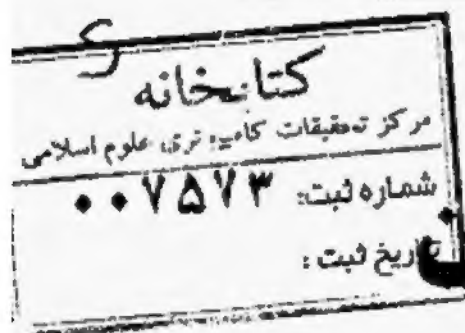 کتابخانه
مرکز تحقیقات کامپیوتری علوم اسلامی
شماره ثبت: ۰۰۷۵۷۳
تاریخ ثبت: